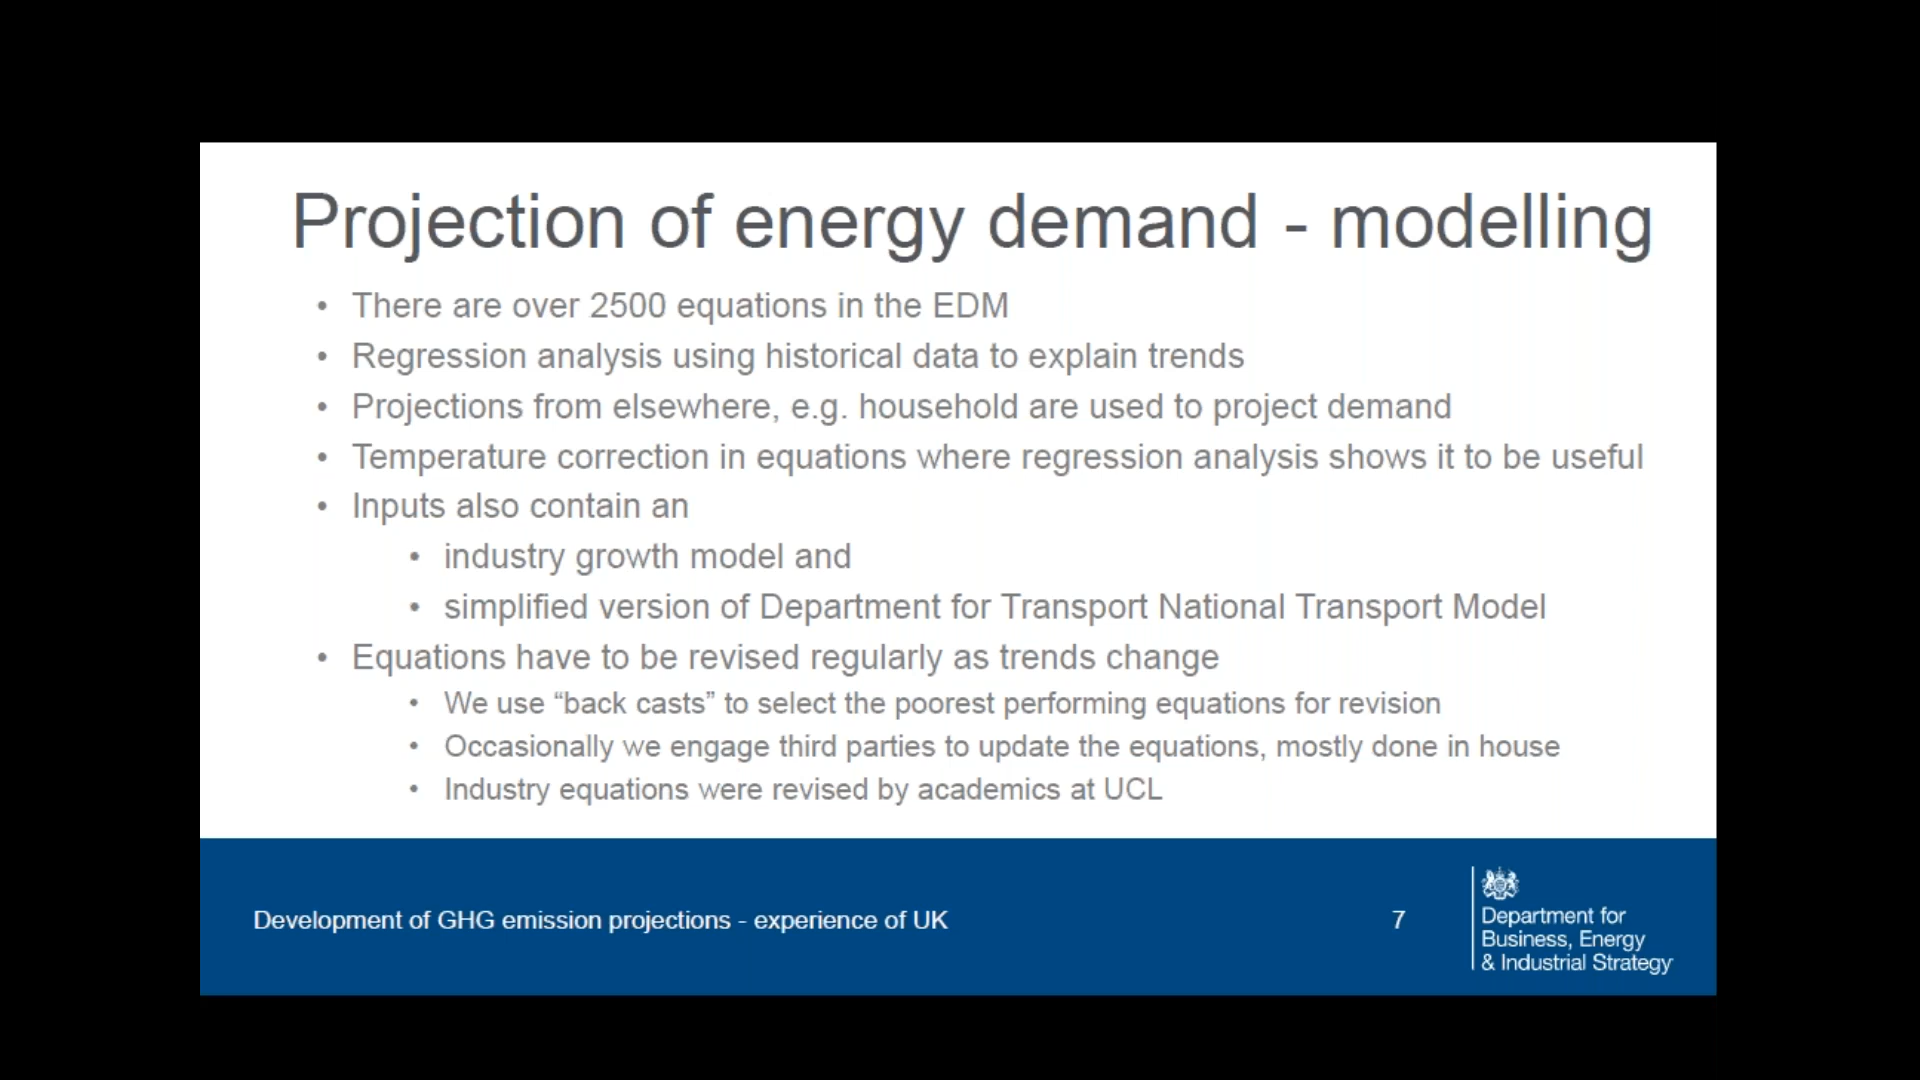 Projection of energy demand - modelling
• There are over 2500 equations in the EDM
• Regression analysis using historical data to explain trends
• Projections from elsewhere, e.g. household are used to project demand
• Temperature correction in equations where regression analysis shows it to be useful
• Inputs also contain an
• industry growth model and
• simplified version of Department for Transport National Transport Model
• Equations have to be revised regularly as trends change
• We use “back casts” to select the poorest performing equations for revision
• Occasionally we engage third parties to update the equations, mostly done in house
• Industry equations were revised by academics at UCL
Development of GHG emission projections - experience of UK
7
Department for
Business, Energy
& Industrial Strategy